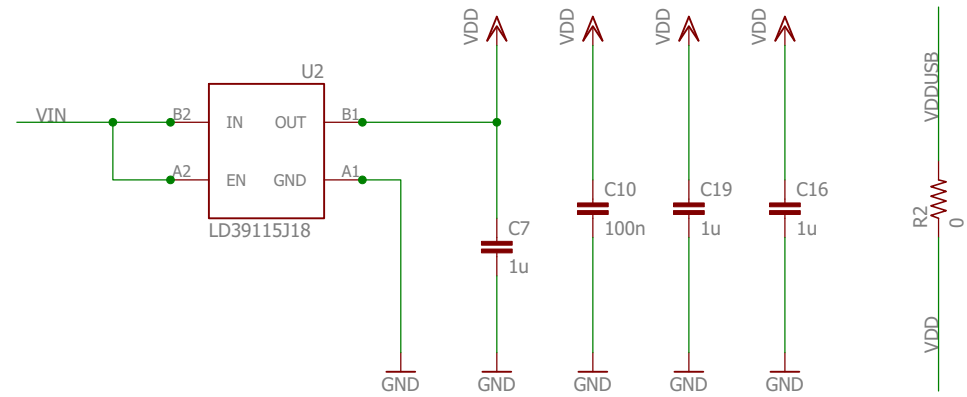 VDD
VDD
VDD
VDD
U2
VIN
B2
IN
OUT
B1
A2
EN
GND
A1
LD39115J18
C7
1u
C10
100n
C19
1u
C16
1u
VDDUSB
R2
0
VDD
GND
GND
GND
GND
GND